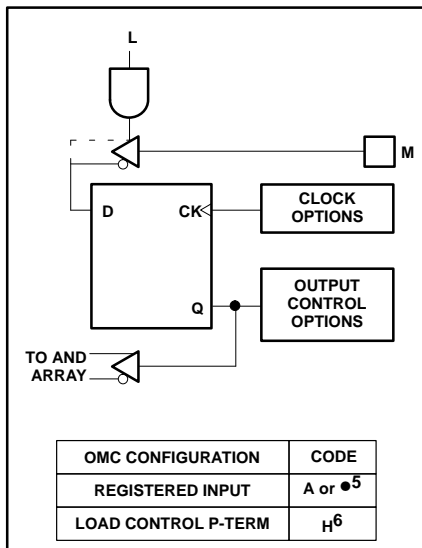 L
M
D
CK
CLOCK
OPTIONS
Q
OUTPUT
CONTROL
OPTIONS
TO AND
ARRAY
OMC CONFIGURATION CODE
REGISTERED INPUT A or ●5
LOAD CONTROL P-TERM H6